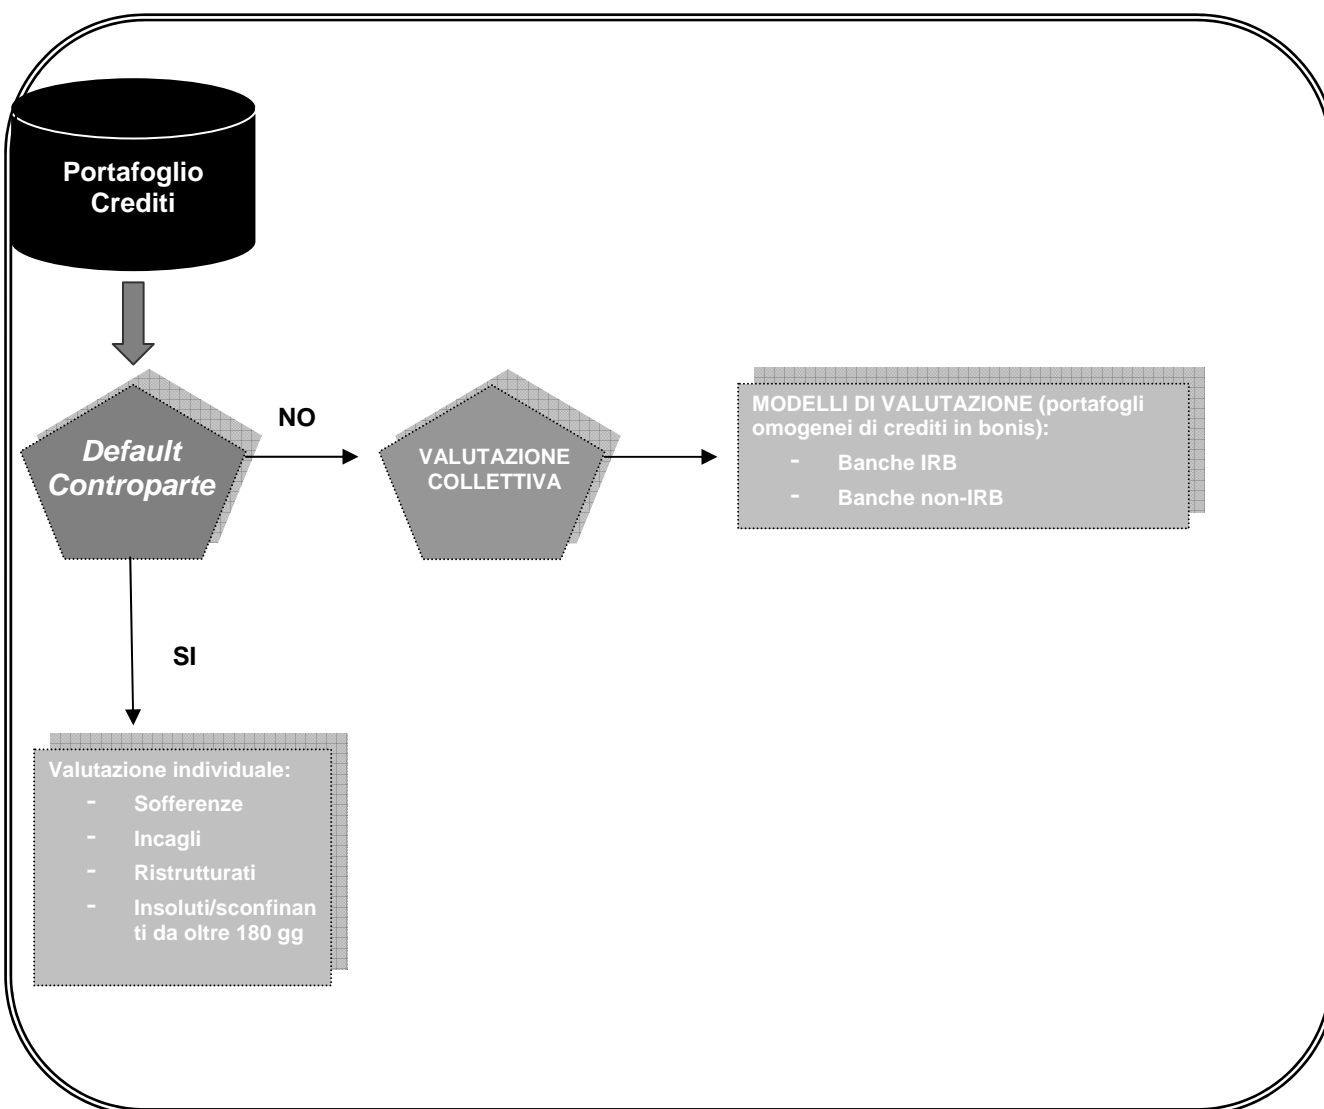 Portafoglio
Crediti
Default
Controparte
NO
VALUTAZIONE
COLLETTIVA
MODELLI DI VALUTAZIONE (portafogli
omogenei di crediti in bonis):
- Banche IRB
- Banche non-IRB
SI
Valutazione individuale:
- Sofferenze
- Incagli
- Ristrutturati
- Insoluti/sconfinan
ti da oltre 180 gg